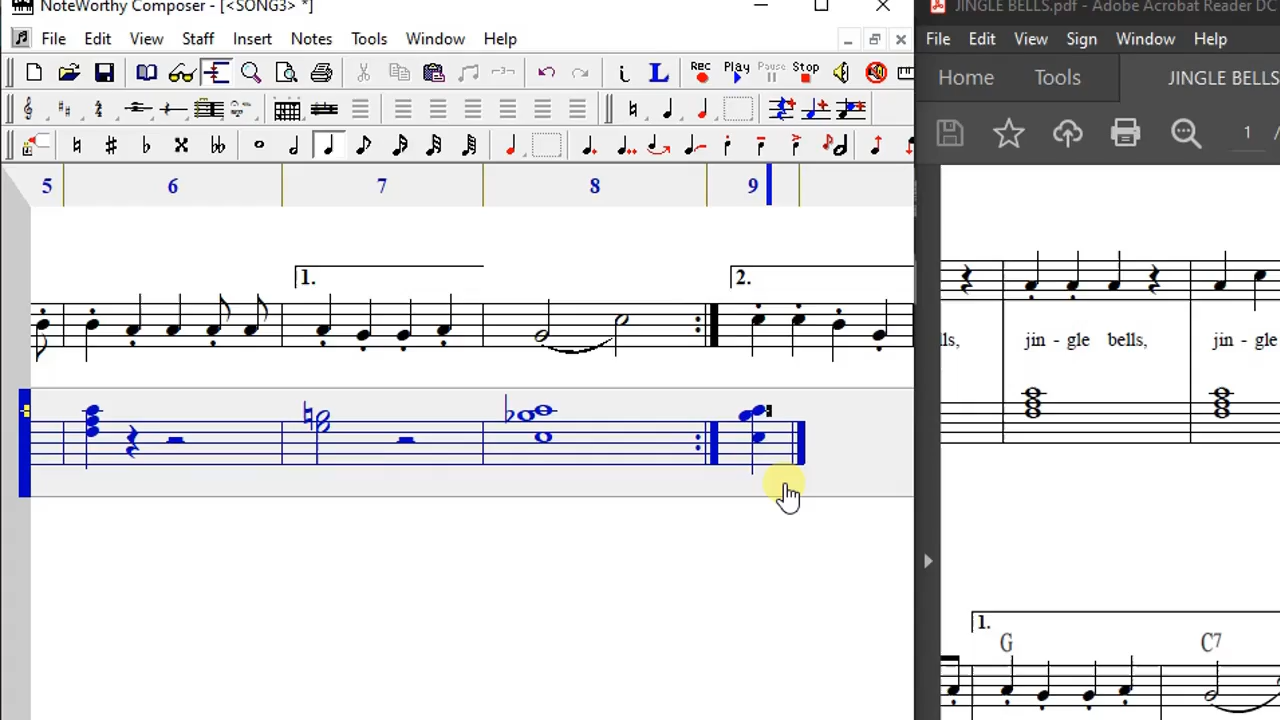 NoteWorthy Composer - [<SONG3> *]
File Edit View Staff Insert Notes Tools Window Help
Rec Play Pause Stop
5 6 7 8 9
1. 2.
JINGLE BELLS.pdf - Adobe Acrobat Reader DC
File Edit View Sign Window Help
Home Tools JINGLE BELLS
1
lls, jin - gle bells, jin - gle
1.
G C7